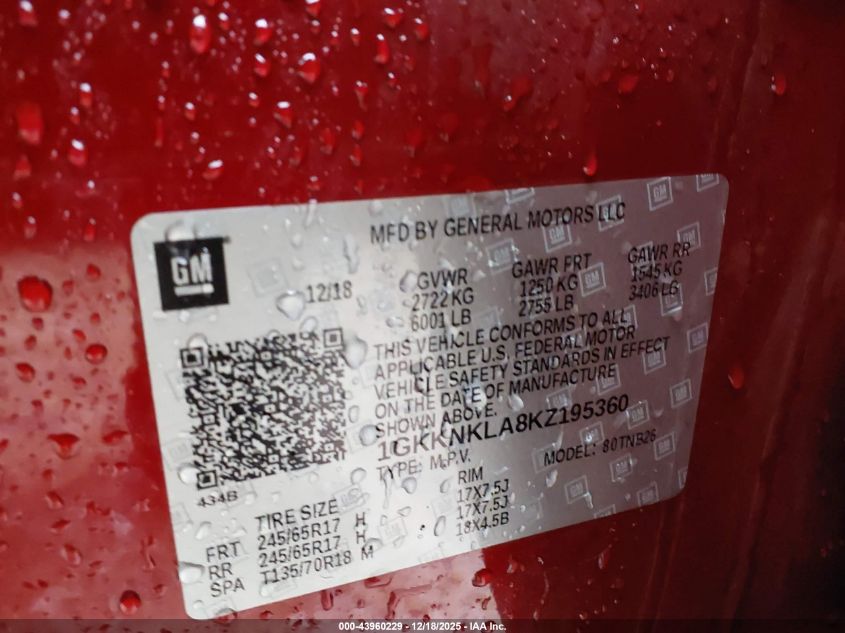 MFD BY GENERAL MOTORS LLC
GM
12/18
GVWR GAWR FRT GAWR RR
2722 KG 1250 KG 1545 KG
6001 LB 2755 LB 3406 LG
THIS VEHICLE CONFORMS TO ALL
APPLICABLE U.S. FEDERAL MOTOR
VEHICLE SAFETY STANDARDS IN EFFECT
ON THE DATE OF MANUFACTURE
SHOWN ABOVE.
1GKKNKLA8KZ195360
TYPE: M.P.V. MODEL: 80TNB26
434B
TIRE SIZE RIM
FRT 245/65R17 H 17X7.5J
RR 245/65R17 H 17X7.5J
SPA T135/70R18 M 18X4.5B
000-43960229 - 12/18/2025 - IAA Inc.